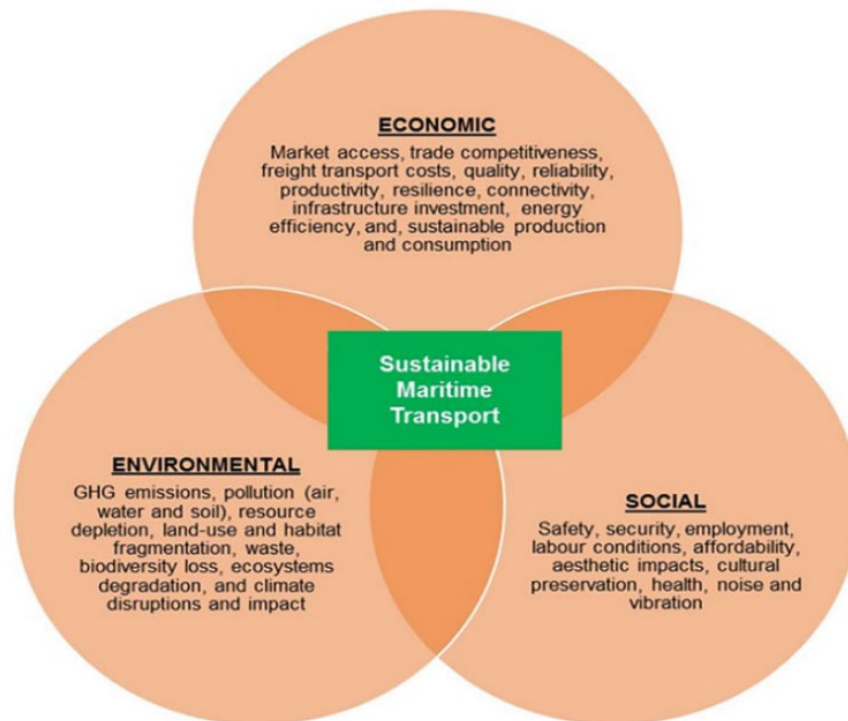 ECONOMIC
Market access, trade competitiveness,
freight transport costs, quality, reliability,
productivity, resilience, connectivity,
infrastructure investment, energy
efficiency, and, sustainable production
and consumption
Sustainable
Maritime
Transport
ENVIRONMENTAL
GHG emissions, pollution (air,
water and soil), resource
depletion, land-use and habitat
fragmentation, waste,
biodiversity loss, ecosystems
degradation, and climate
disruptions and impact
SOCIAL
Safety, security, employment,
labour conditions, affordability,
aesthetic impacts, cultural
preservation, health, noise and
vibration